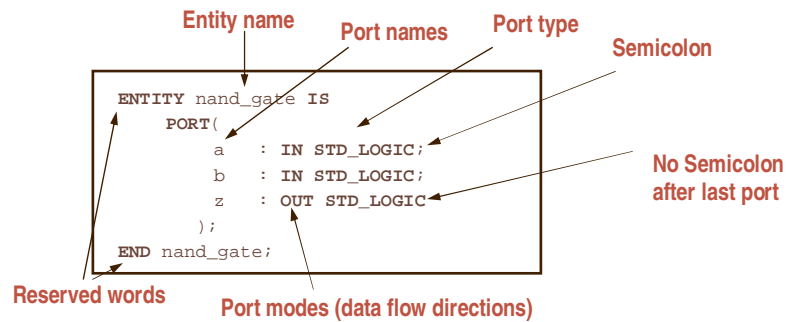 Entity name
Port names
Port type
Semicolon
ENTITY nand_gate IS
PORT(
a : IN STD_LOGIC;
b : IN STD_LOGIC;
z : OUT STD_LOGIC
);
END nand_gate;
No Semicolon
after last port
Reserved words
Port modes (data flow directions)